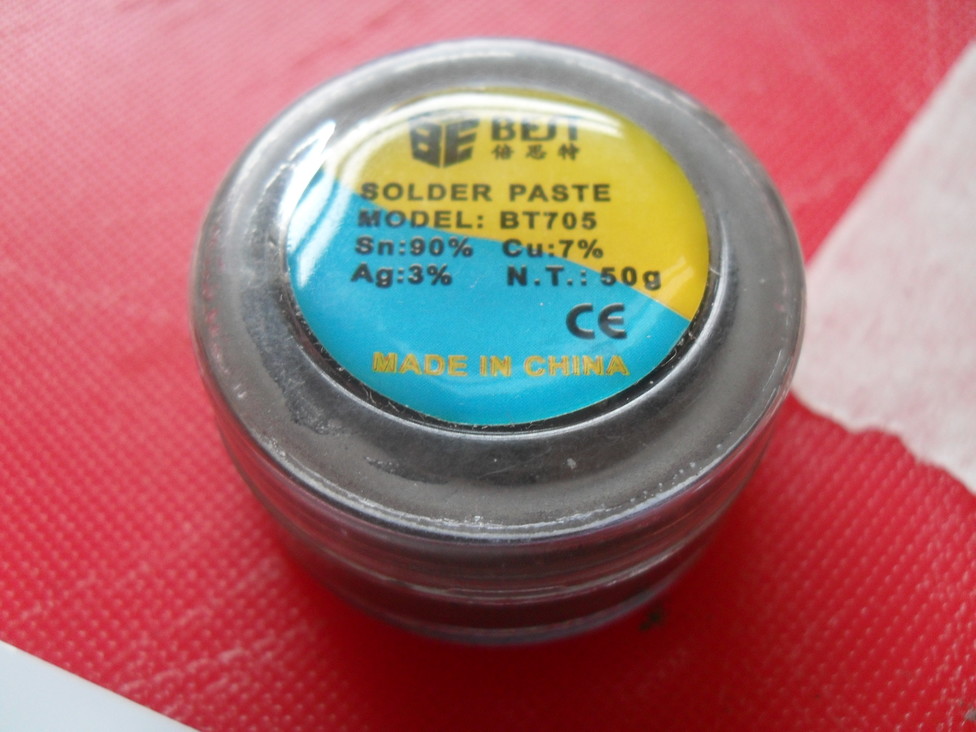 BE BEST
倍思特
SOLDER PASTE
MODEL: BT705
Sn:90% Cu:7%
Ag:3% N.T.: 50g
CE
MADE IN CHINA